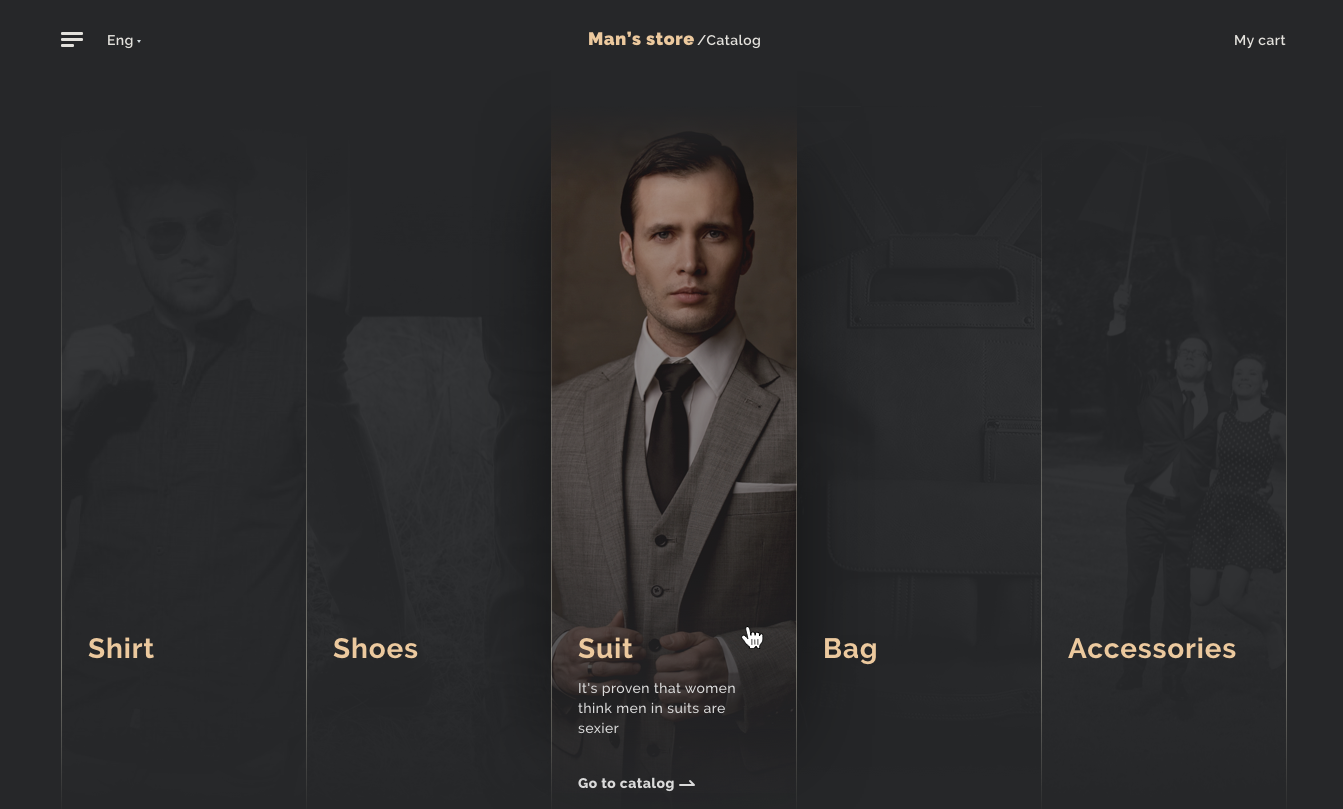 Eng
Man's store /Catalog
My cart
Shirt
Shoes
Suit
Bag
Accessories
It's proven that women
think men in suits are
sexier
Go to catalog